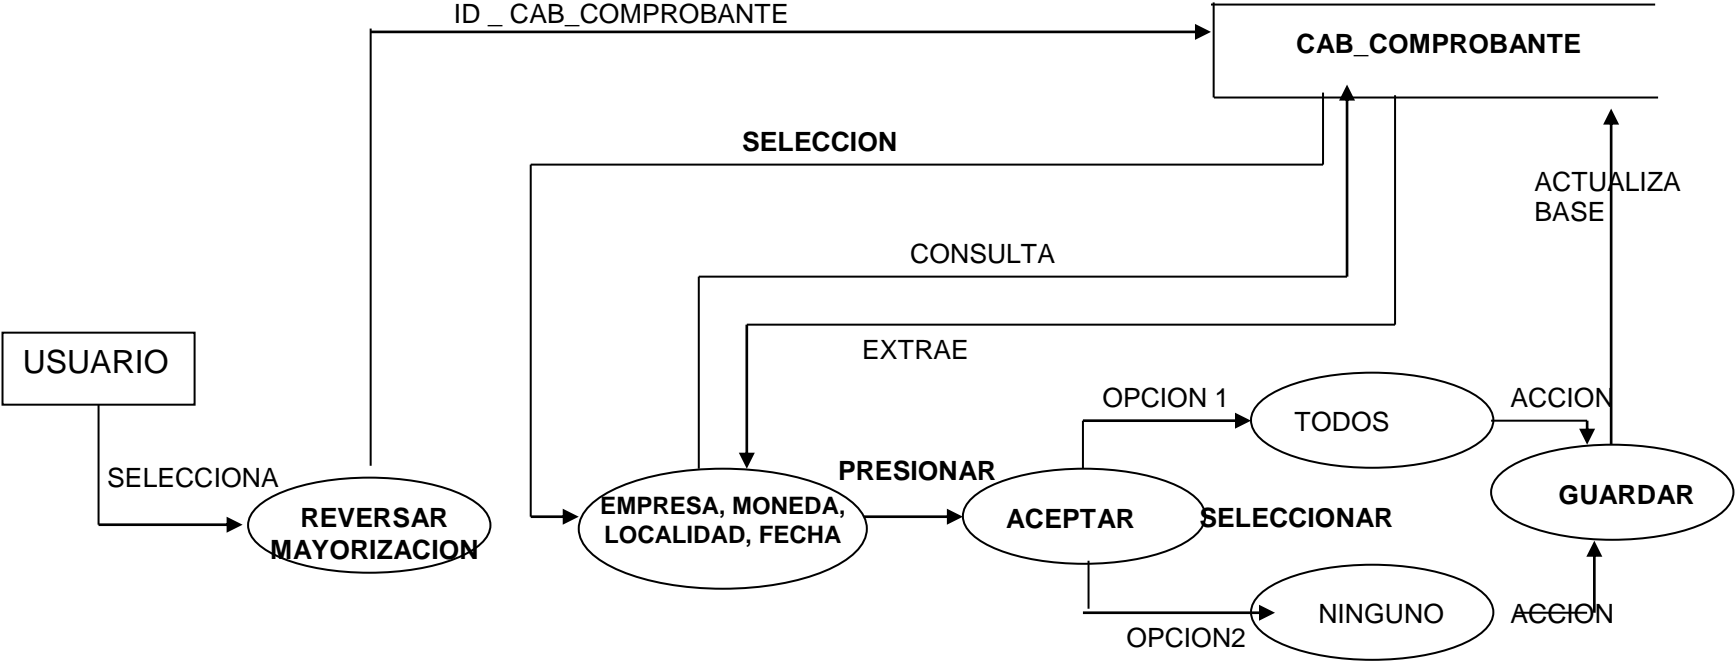 ID _ CAB_COMPROBANTE
CAB_COMPROBANTE
SELECCION
ACTUALIZA
BASE
CONSULTA
EXTRAE
USUARIO
SELECCIONA
REVERSAR
MAYORIZACION
EMPRESA, MONEDA,
LOCALIDAD, FECHA
PRESIONAR
ACEPTAR
SELECCIONAR
OPCION 1
TODOS
ACCION
GUARDAR
OPCION2
NINGUNO
ACCION